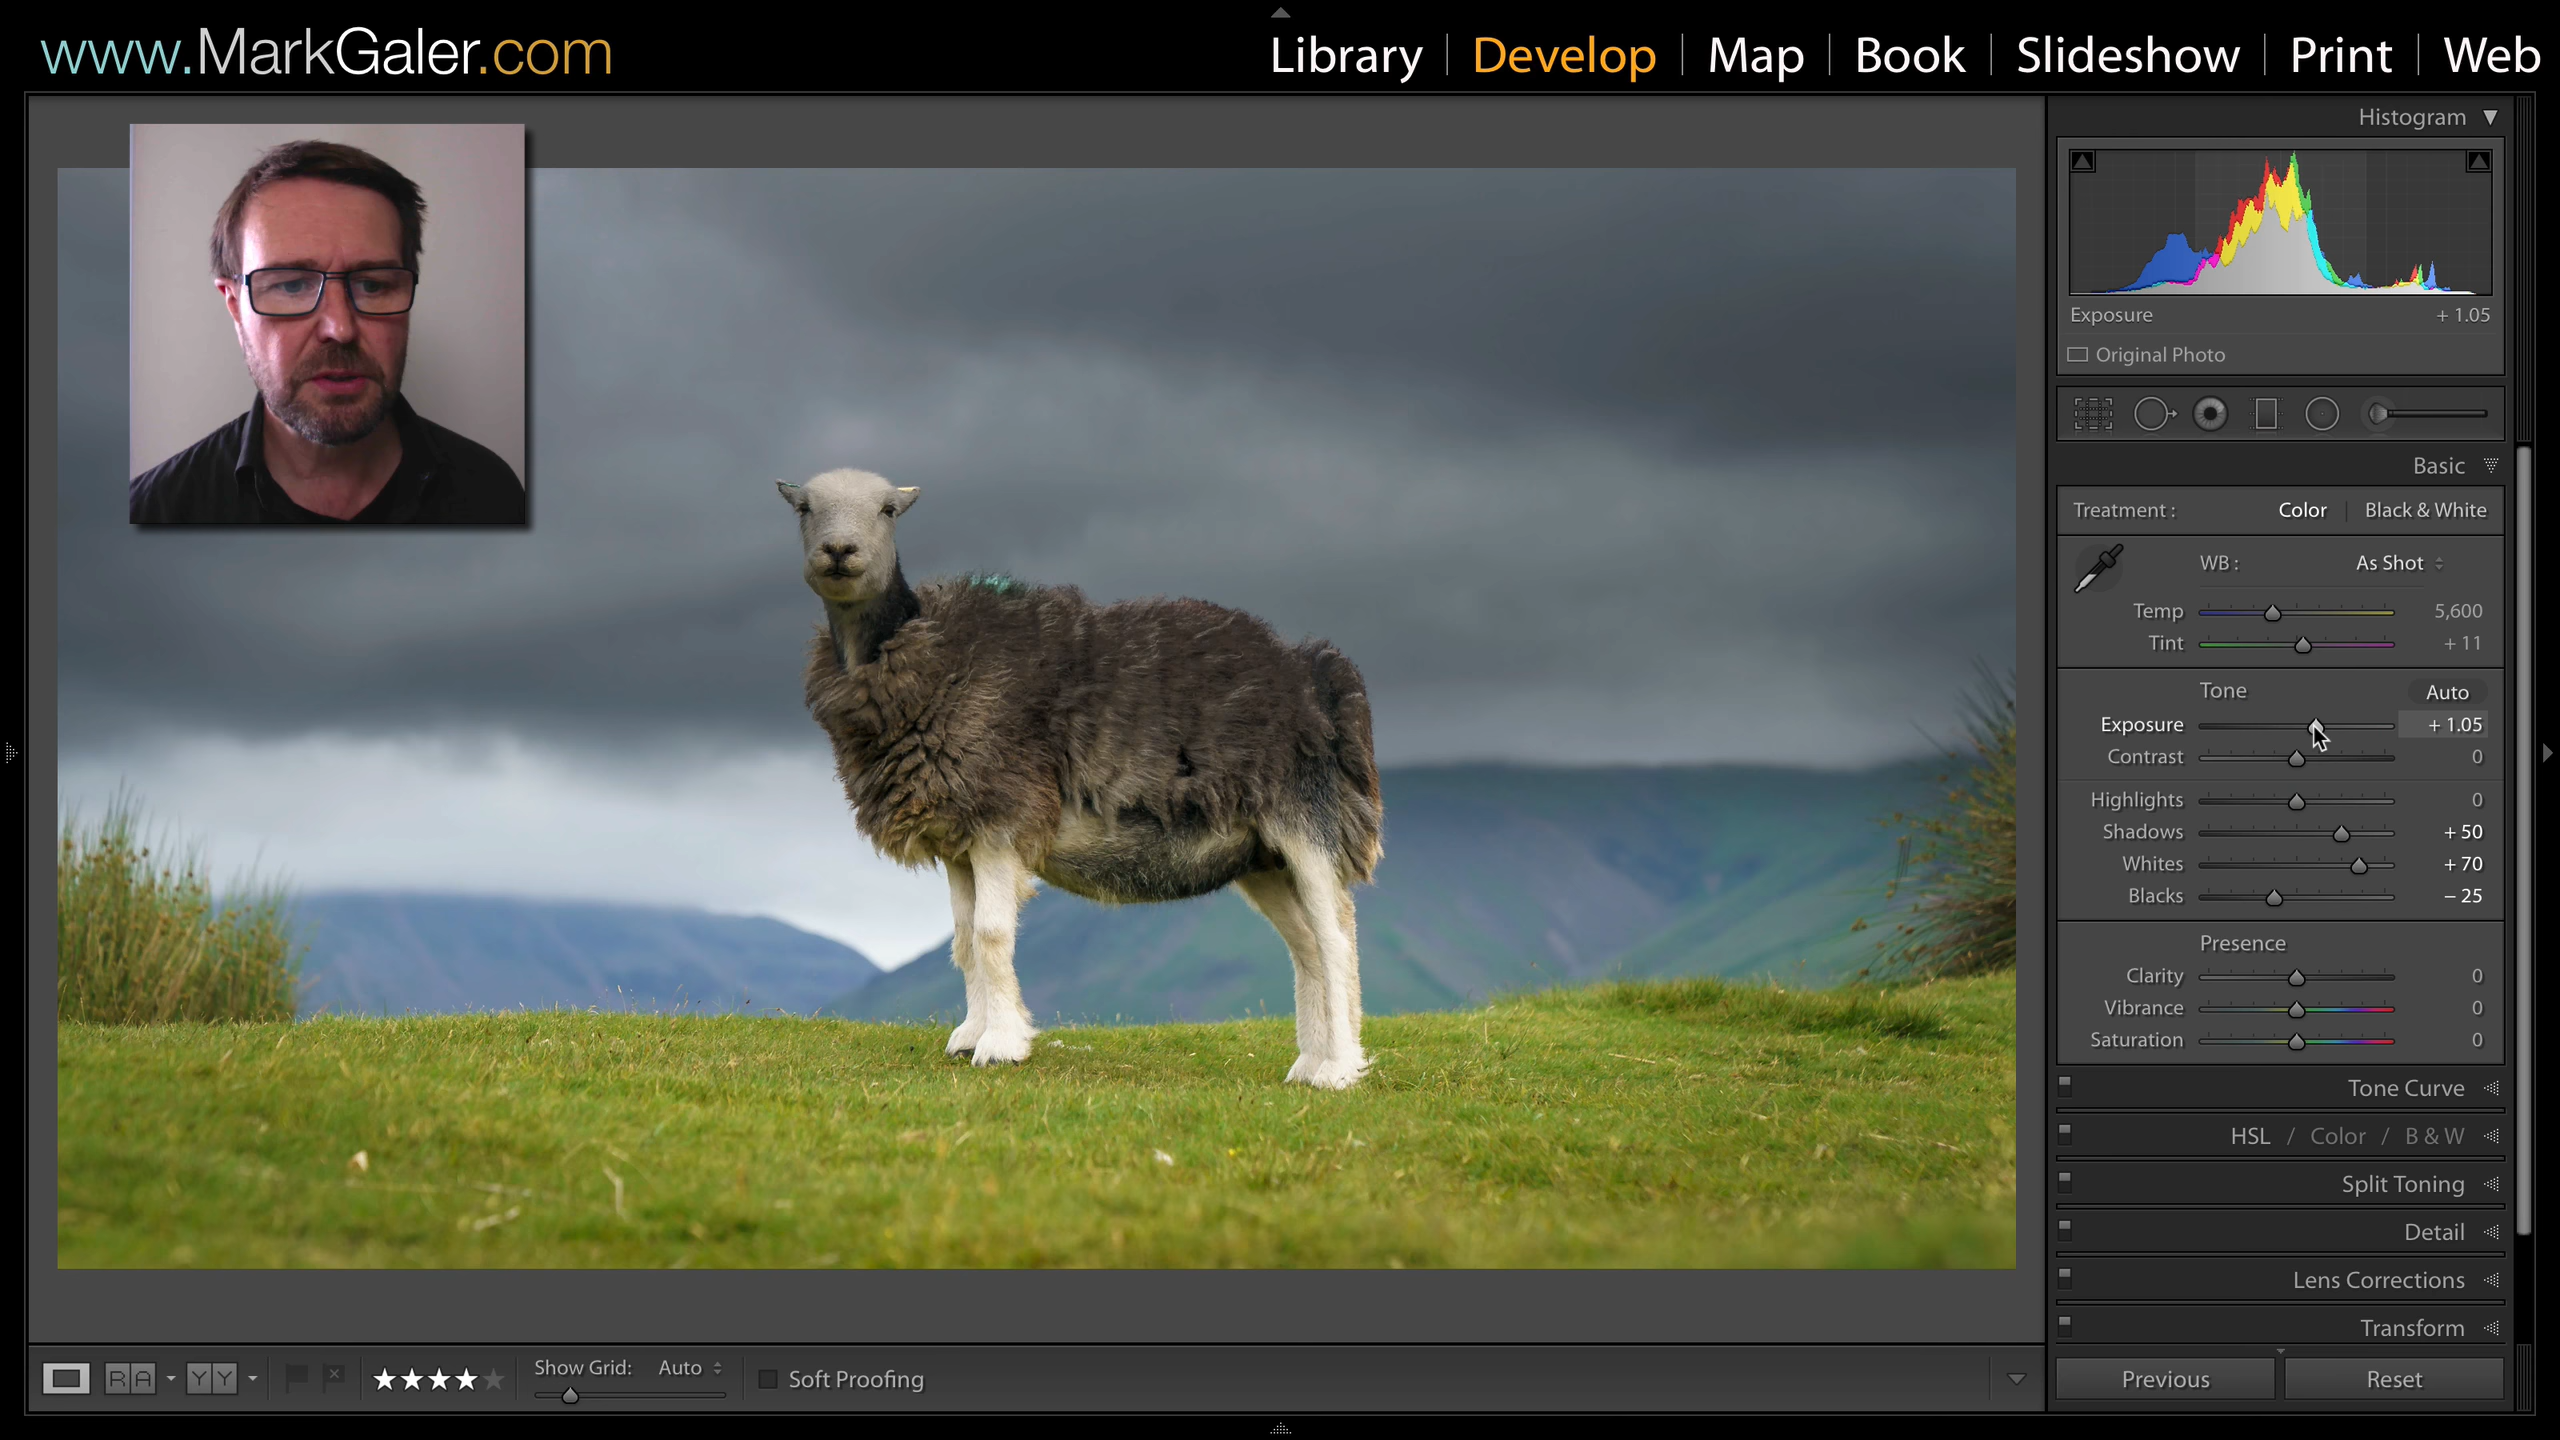 www.MarkGaler.com
Library | Develop | Map | Book | Slideshow | Print | Web
Histogram
Exposure + 1.05
Original Photo
Basic
Treatment : Color | Black & White
WB : As Shot
Temp 5,600
Tint + 11
Tone Auto
Exposure + 1.05
Contrast 0
Highlights 0
Shadows + 50
Whites + 70
Blacks – 25
Presence
Clarity 0
Vibrance 0
Saturation 0
Tone Curve
HSL / Color / B & W
Split Toning
Detail
Lens Corrections
Transform
R A Y Y Show Grid: Auto Soft Proofing
Previous Reset